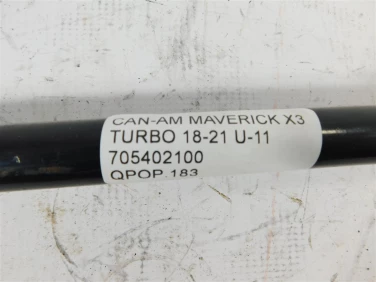 CAN-AM MAVERICK X3
TURBO 18-21 U-11
705402100
QPOP 183